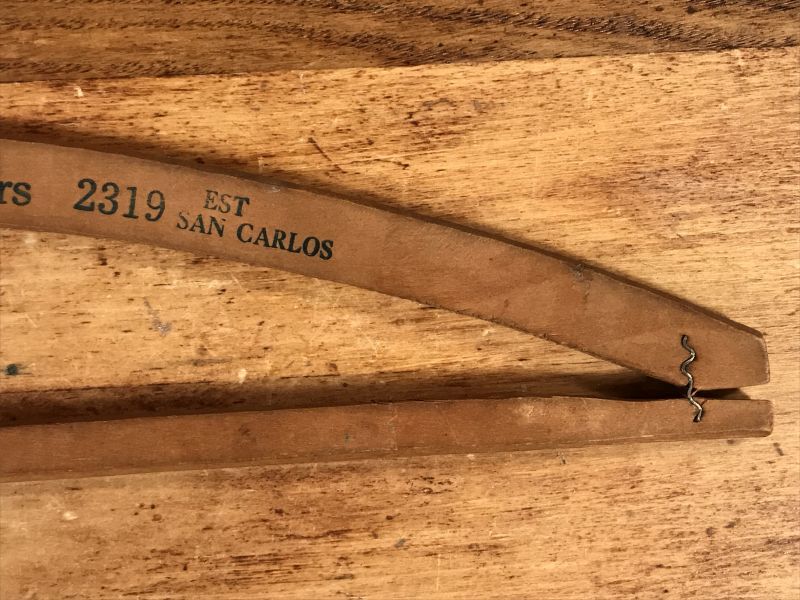 rs 2319 EST
SAN CARLOS